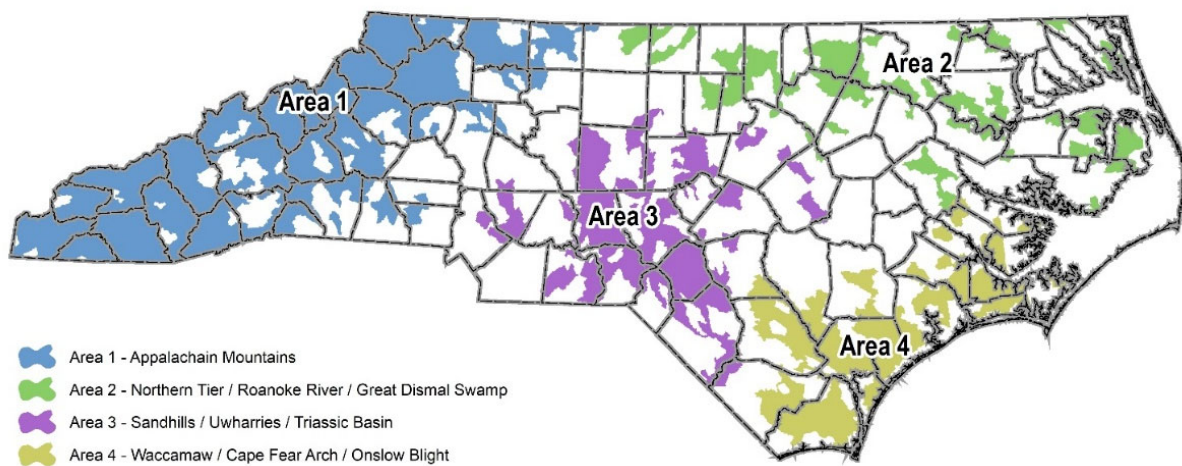 Area 1
Area 2
Area 3
Area 4
Area 1 - Appalachain Mountains
Area 2 - Northern Tier / Roanoke River / Great Dismal Swamp
Area 3 - Sandhills / Uwharries / Triassic Basin
Area 4 - Waccamaw / Cape Fear Arch / Onslow Blight